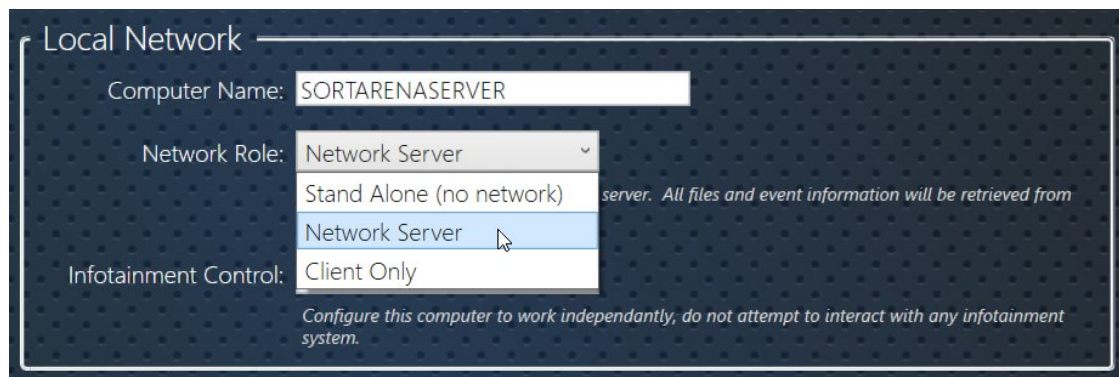 Local Network
Computer Name: SORTARENASERVER
Network Role: Network Server
Stand Alone (no network)
server. All files and event information will be retrieved from
Network Server
Infotainment Control: Client Only
Configure this computer to work independantly, do not attempt to interact with any infotainment
system.